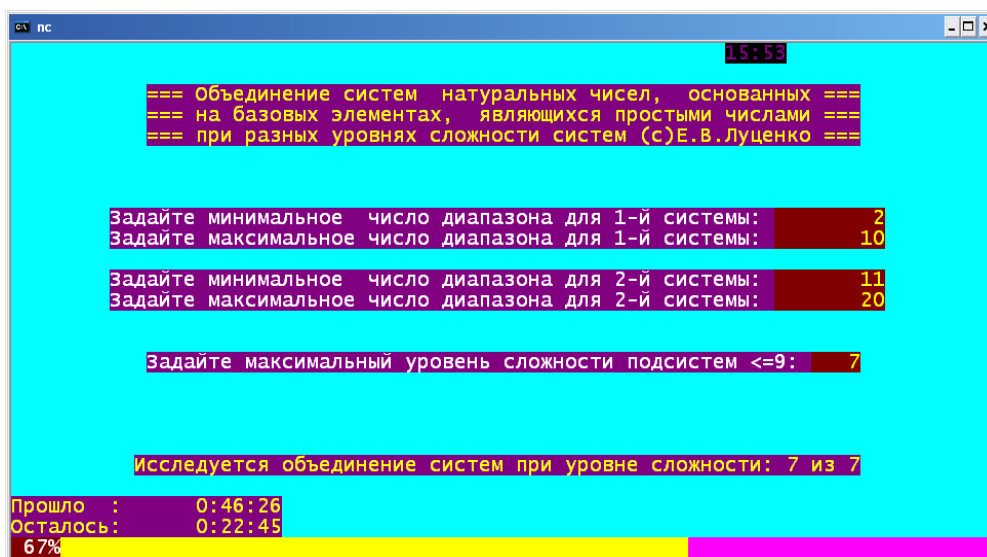 nc
15:53
=== Объединение систем  натуральных чисел,  основанных ===
=== на базовых элементах,  являющихся простыми числами ===
=== при разных уровнях сложности систем (с)Е.В.Луценко ===
Задайте минимальное  число диапазона для 1-й системы: 2
Задайте максимальное число диапазона для 1-й системы: 10
Задайте минимальное  число диапазона для 2-й системы: 11
Задайте максимальное число диапазона для 2-й системы: 20
Задайте максимальный уровень сложности подсистем <=9: 7
Исследуется объединение систем при уровне сложности: 7 из 7
Прошло  : 0:46:26
Осталось: 0:22:45
67%